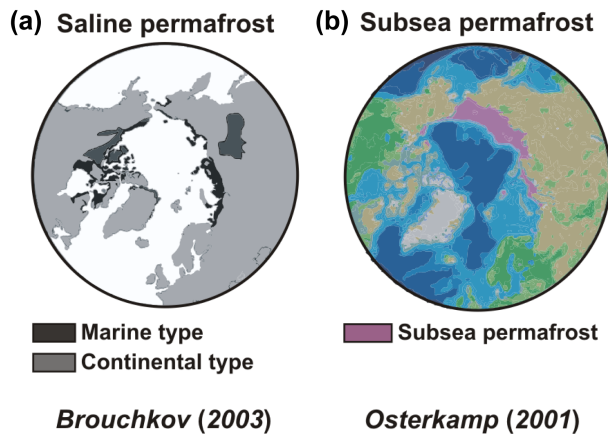 (a) Saline permafrost
(b) Subsea permafrost
Marine type
Continental type
Subsea permafrost
Brouchkov (2003)
Osterkamp (2001)